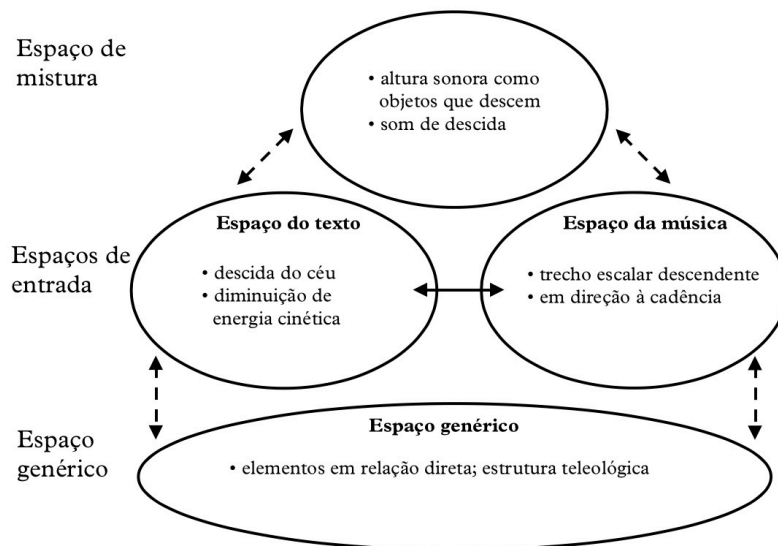 Espaço de
mistura
• altura sonora como
objetos que descem
• som de descida
Espaços de
entrada
Espaço do texto
• descida do céu
• diminuição de
energia cinética
Espaço da música
• trecho escalar descendente
• em direção à cadência
Espaço
genérico
Espaço genérico
• elementos em relação direta; estrutura teleológica